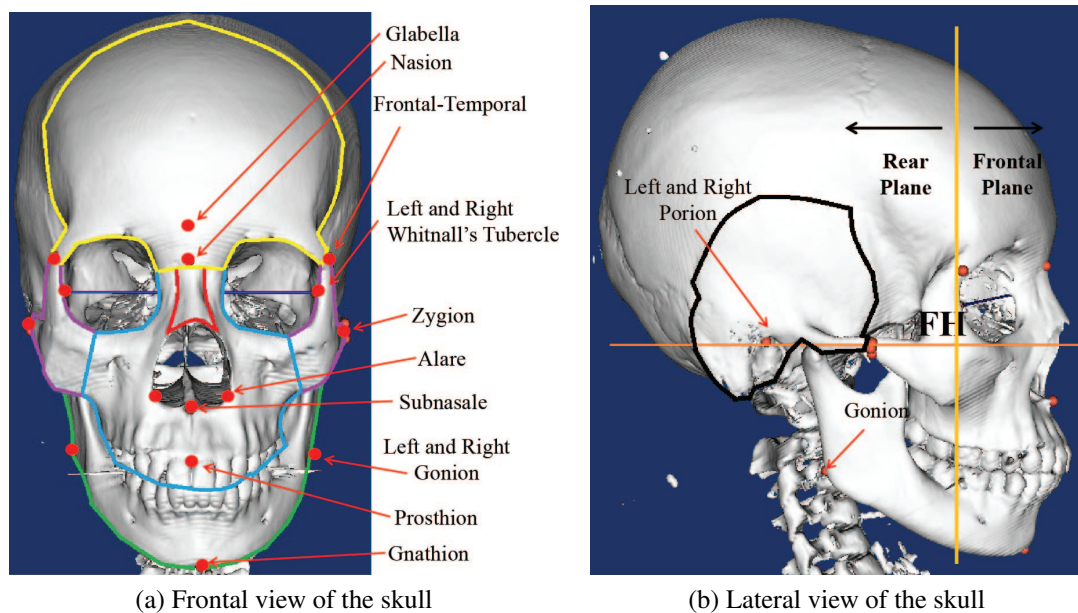 Glabella
Nasion
Frontal-Temporal
Left and Right
Whitnall's Tubercle
Zygion
Alare
Subnasale
Left and Right
Gonion
Prosthion
Gnathion
(a) Frontal view of the skull
Rear
Plane
Frontal
Plane
Left and Right
Porion
FH
Gonion
(b) Lateral view of the skull